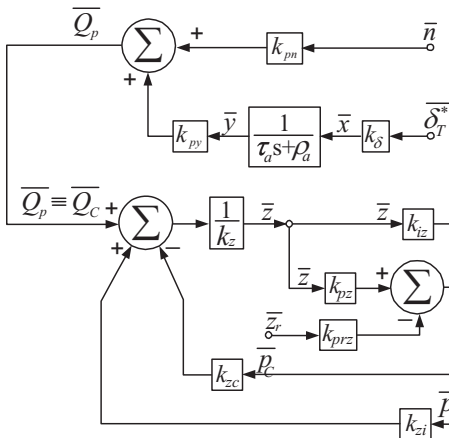 Q̅p̅
∑ + k_pn n̅
+
k_py y̅ 1/(τ_a s+ρ_a) x̅ k_δ δ̅_T̅*
Q̅p̅ ≡ Q̅C̅ + ∑ 1/k_z z̅ z̅ k_iz
+ −
z̅ k_pz + ∑
z̅_r k_prz −
k_zc p̅_C
k_zi p̅